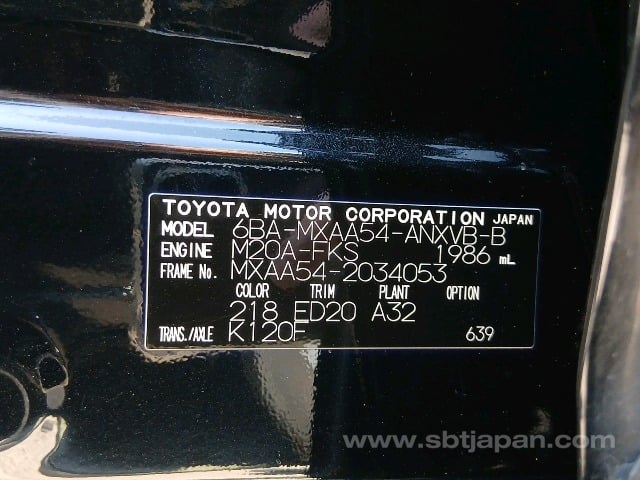 TOYOTA MOTOR CORPORATION JAPAN
MODEL 6BA-MXAA54-ANXVB-B
ENGINE M20A-FKS 1986 mL
FRAME No. MXAA54-2034053
COLOR TRIM PLANT OPTION
218 ED20 A32
TRANS./AXLE K120F 639
www.sbtjapan.com